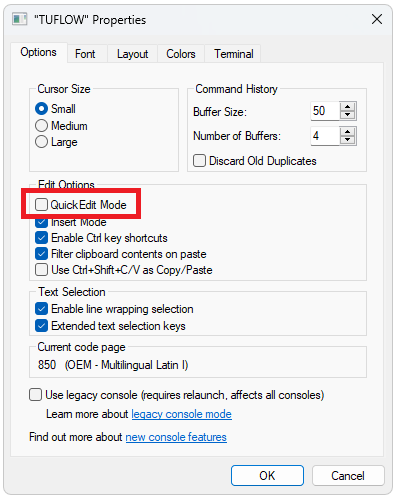 "TUFLOW" Properties
Options Font Layout Colors Terminal
Cursor Size
Small
Medium
Large
Command History
Buffer Size: 50
Number of Buffers: 4
Discard Old Duplicates
Edit Options
QuickEdit Mode
Insert Mode
Enable Ctrl key shortcuts
Filter clipboard contents on paste
Use Ctrl+Shift+C/V as Copy/Paste
Text Selection
Enable line wrapping selection
Extended text selection keys
Current code page
850 (OEM - Multilingual Latin I)
Use legacy console (requires relaunch, affects all consoles)
Learn more about legacy console mode
Find out more about new console features
OK Cancel